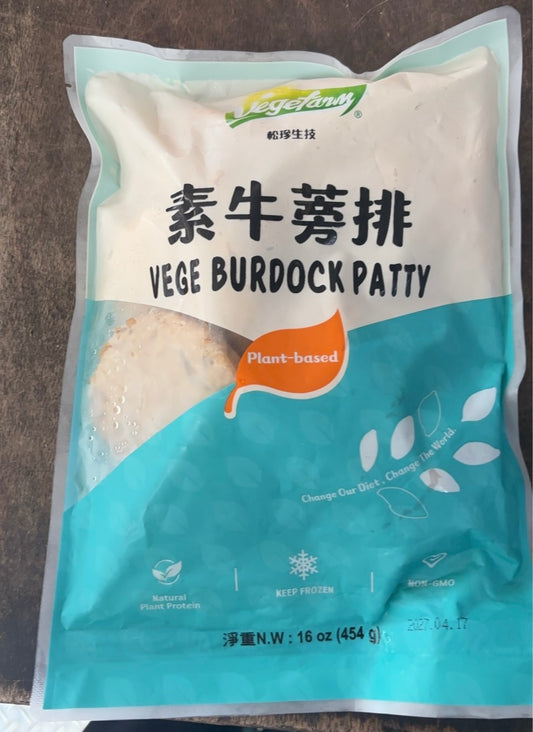 Vegefarm®
松珍生技
素牛蒡排
VEGE BURDOCK PATTY
Plant-based
Change Our Diet , Change The World.
Natural
Plant Protein
KEEP FROZEN
NON-GMO
淨重N.W : 16 oz (454 g)
2027.04.17